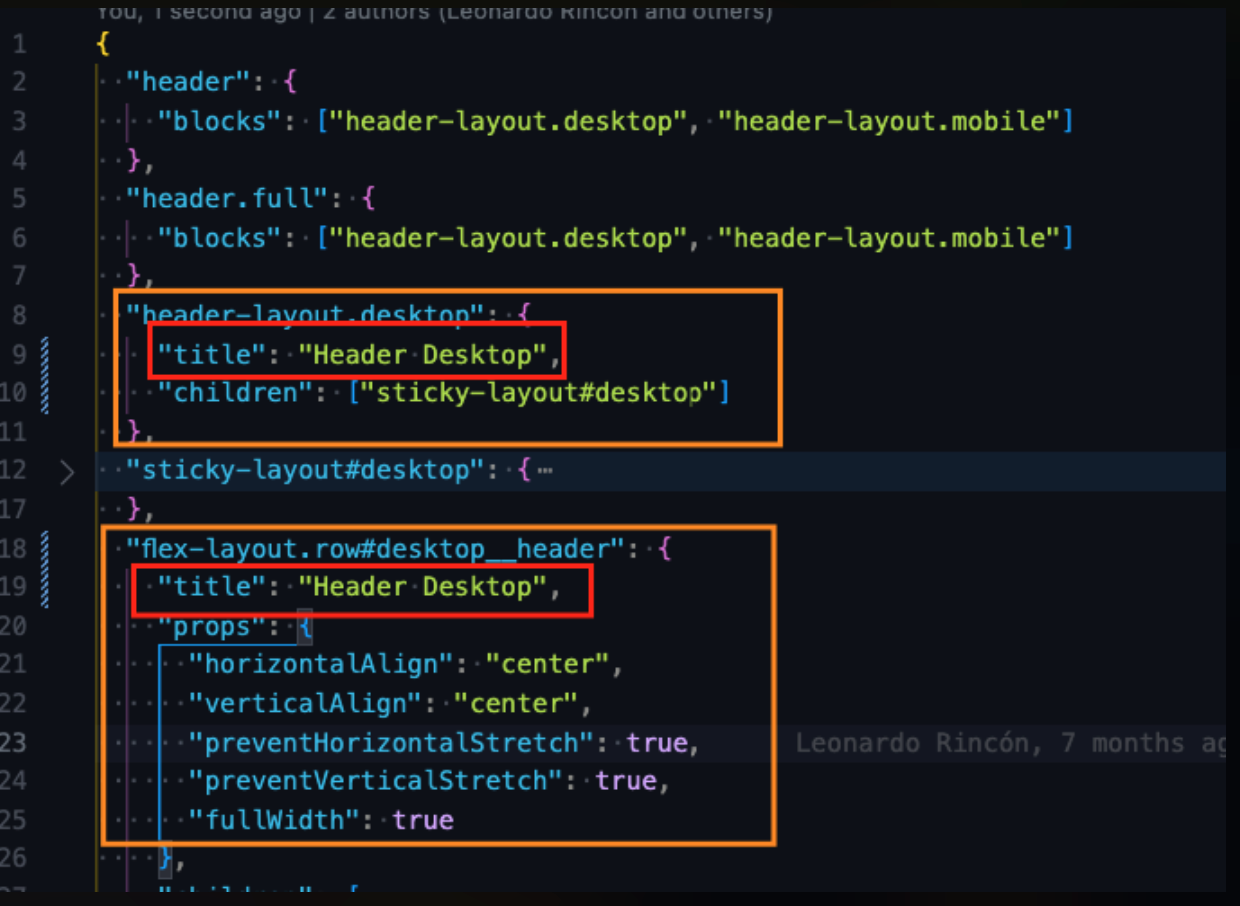 You, 1 second ago | 2 authors (Leonardo Rincón and others)
1 {
2 "header": {
3 "blocks": ["header-layout.desktop", "header-layout.mobile"]
4 },
5 "header.full": {
6 "blocks": ["header-layout.desktop", "header-layout.mobile"]
7 },
8 "header-layout.desktop": {
9 "title": "Header Desktop",
10 "children": ["sticky-layout#desktop"]
11 },
12 "sticky-layout#desktop": { ⋯
17 },
18 "flex-layout.row#desktop__header": {
19 "title": "Header Desktop",
20 "props": {
21 "horizontalAlign": "center",
22 "verticalAlign": "center",
23 "preventHorizontalStretch": true, Leonardo Rincón, 7 months ag
24 "preventVerticalStretch": true,
25 "fullWidth": true
26 },
27 "children": [